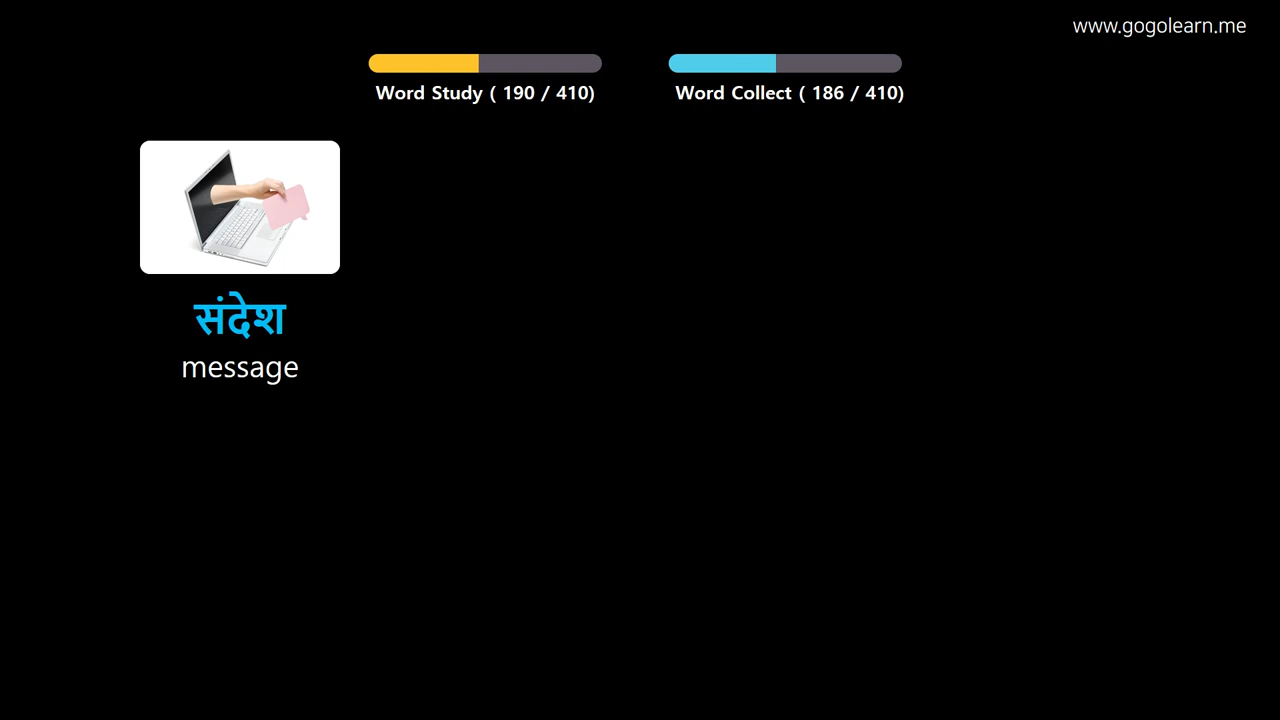 www.gogolearn.me
Word Study ( 190 / 410)
Word Collect ( 186 / 410)
संदेश
message